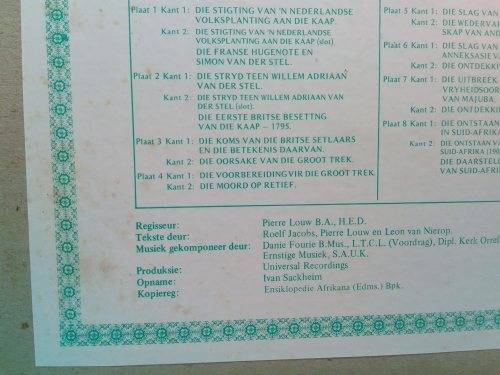 Plaat 1 Kant 1: DIE STIGTING VAN 'N NEDERLANDSE
VOLKSPLANTING AAN DIE KAAP.
Kant 2: DIE STIGTING VAN 'N NEDERLANDSE
VOLKSPLANTING AAN DIE KAAP (slot)
DIE FRANSE HUGENOTE EN
SIMON VAN DER STEL.
Plaat 2 Kant 1: DIE STRYD TEEN WILLEM ADRIAAN
VAN DER STEL.
Kant 2: DIE STRYD TEEN WILLEM ADRIAAN VAN
DER STEL (slot).
DIE EERSTE BRITSE BESETTNG
VAN DIE KAAP – 1795.
Plaat 3 Kant 1: DIE KOMS VAN DIE BRITSE SETLAARS
EN DIE BETEKENIS DAARVAN.
Kant 2: DIE OORSAKE VAN DIE GROOT TREK.
Plaat 4 Kant 1: DIE VOORBEREIDING VIR DIE GROOT TREK.
Kant 2: DIE MOORD OP RETIEF.
Plaat 5 Kant 1: DIE SLAG VAN
Kant 2: DIE WEDERVA
SKAP VAN AND
Plaat 6 Kant 1: DIE SLAG VAN
ANNEKSASIE VA
Kant 2: DIE ONTDEKKI
Plaat 7 Kant 1: DIE UITBREEK
VRYHEIDSOOR
VAN MAJUBA.
Kant 2: DIE ONTDEKKIN
Plaat 8 Kant 1: DIE ONTSTAAN
IN SUID-AFRIKA
Kant 2: DIE ONTSTAAN VA
SUID-AFRIKA (190
DIE DAARSTELL
VAN SUID-AFRI
Regisseur: Pierre Louw B.A., H.E.D.
Tekste deur: Roelf Jacobs, Pierre Louw en Leon van Nierop.
Musiek gekomponeer deur: Danie Fourie B.Mus., L.T.C.L. (Voordrag), Dipl. Kerk Orrel
Ernstige Musiek, S.A.U.K.
Produksie: Universal Recordings
Opname: Ivan Sackheim
Kopiereg: Ensiklopedie Afrikana (Edms.) Bpk.